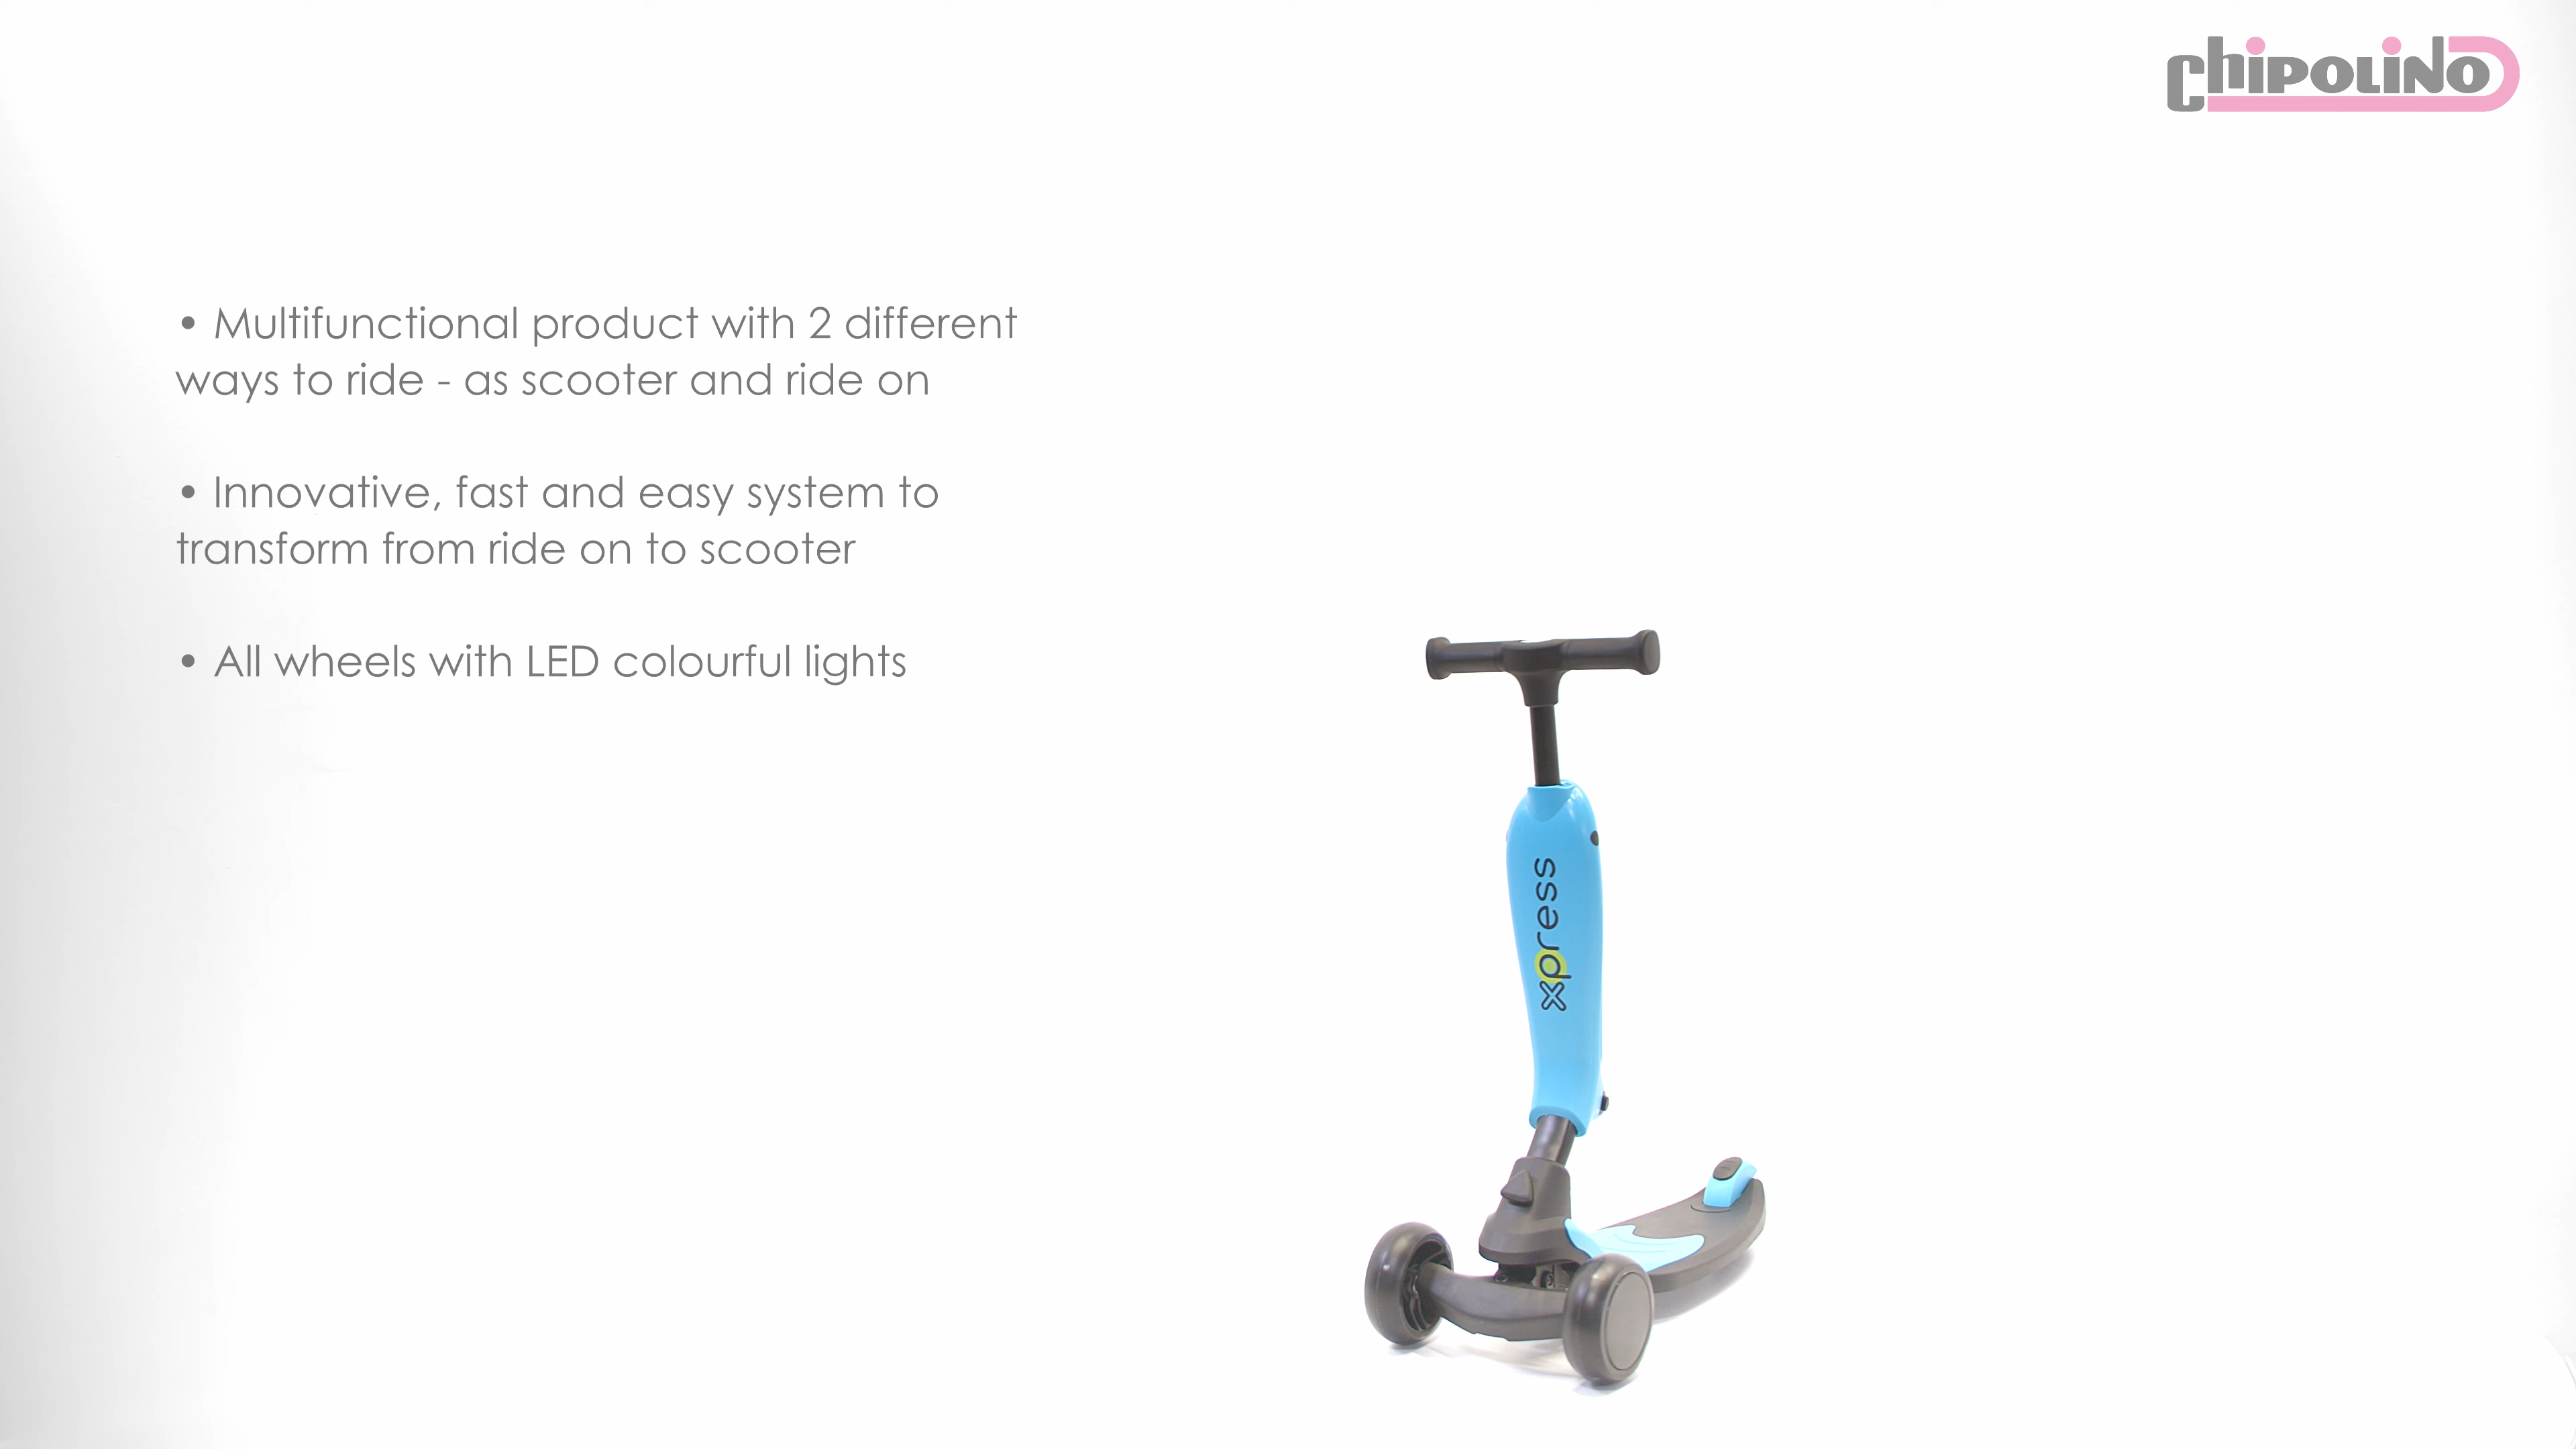 chipolino
• Multifunctional product with 2 different
ways to ride - as scooter and ride on
• Innovative, fast and easy system to
transform from ride on to scooter
• All wheels with LED colourful lights
xpress